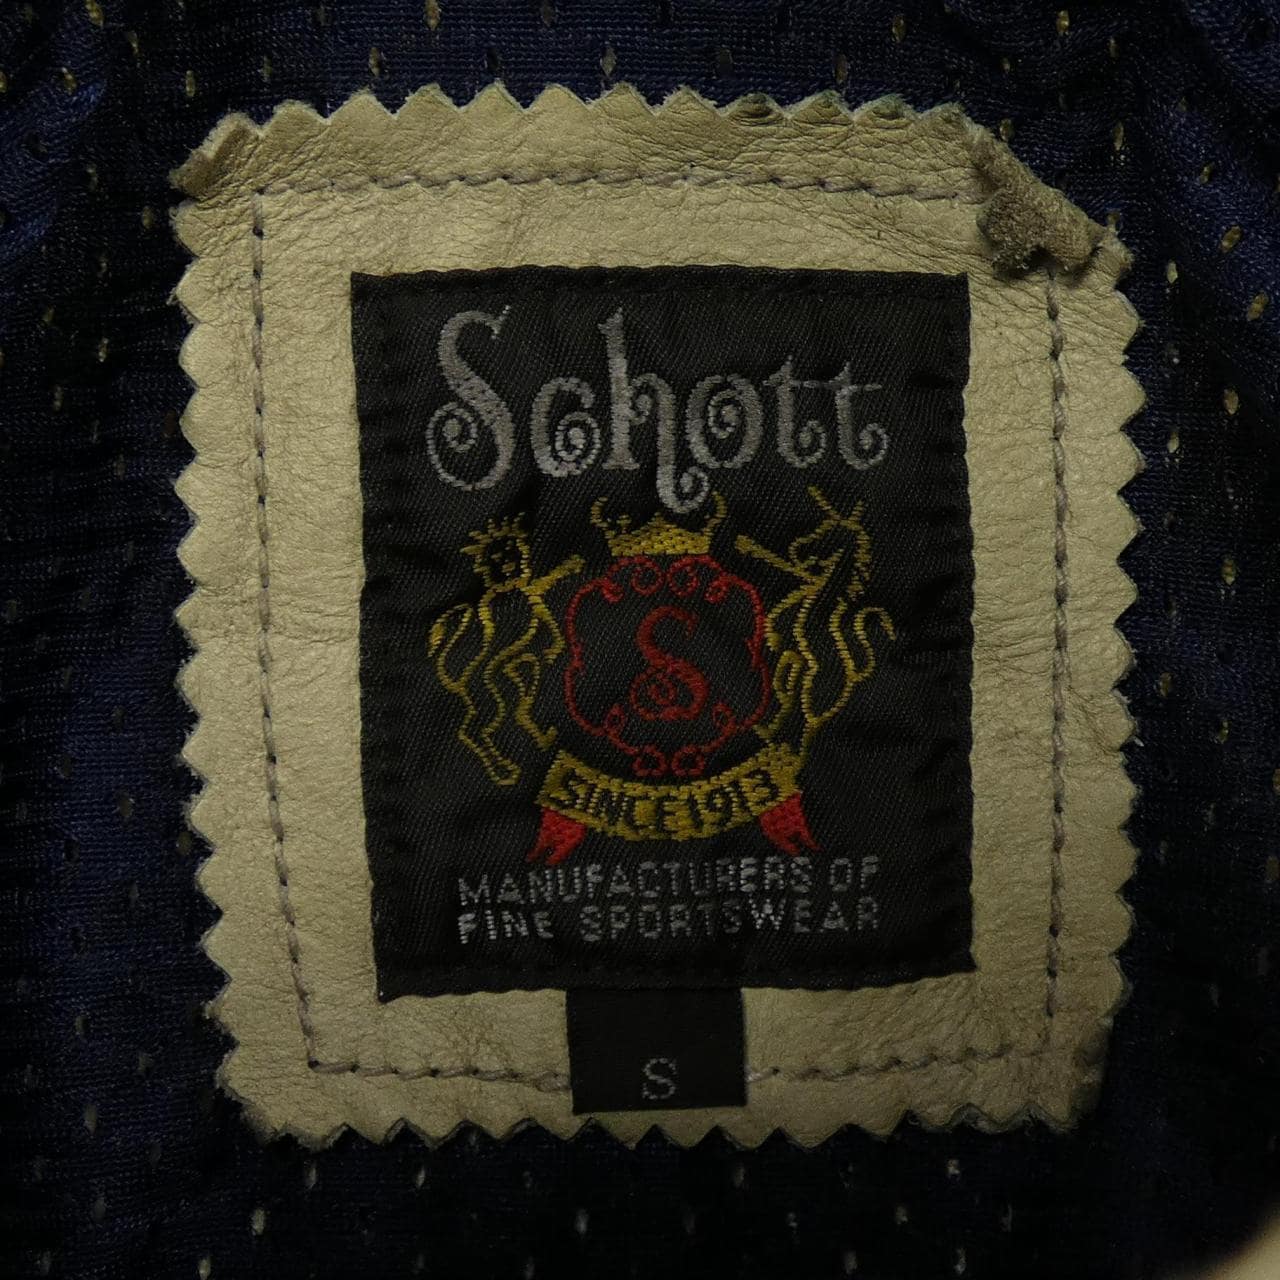 Schott
S
SINCE 1913
MANUFACTURERS OF
FINE SPORTSWEAR
S